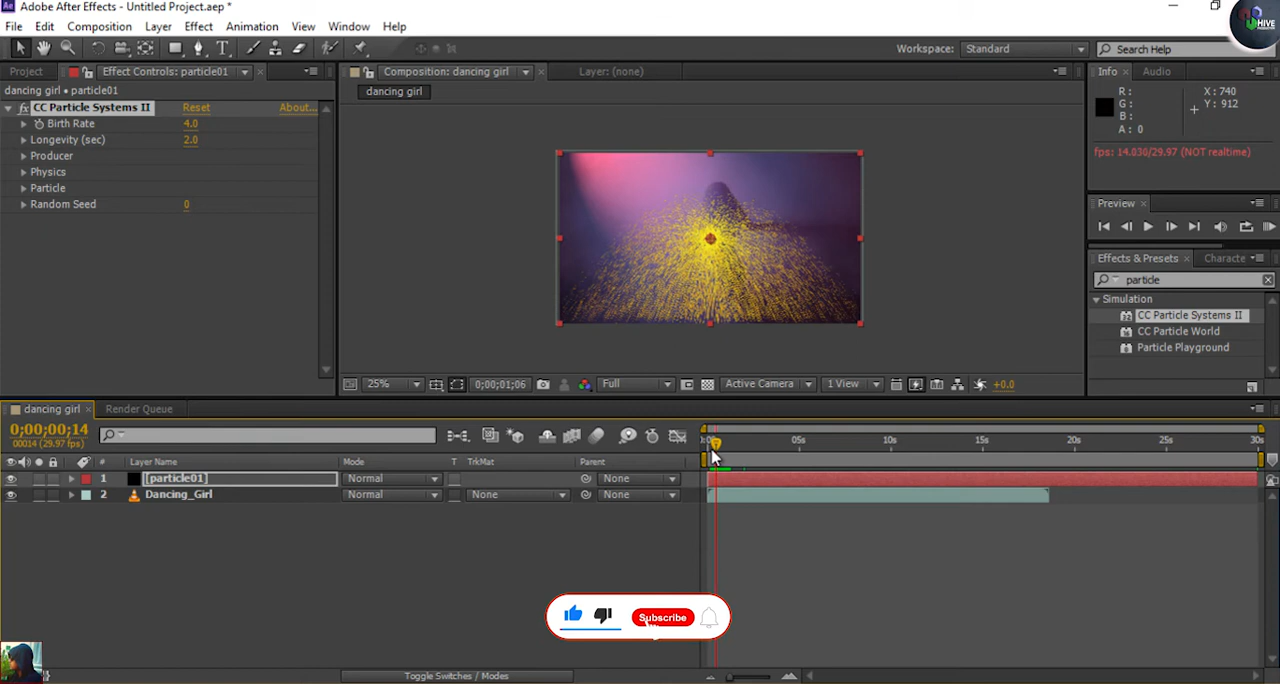 Adobe After Effects - Untitled Project.aep *
HIVE
File Edit Composition Layer Effect Animation View Window Help
Workspace: Standard Search Help
Project Effect Controls: particle01 Composition: dancing girl Layer: (none) Info Audio
dancing girl • particle01
dancing girl
fx CC Particle Systems II Reset About...
Birth Rate 4.0
Longevity (sec) 2.0
Producer
Physics
Particle
Random Seed 0
R: X: 740
G: Y: 912
B:
A: 0
fps: 14.030/29.97 (NOT realtime)
Preview
Effects & Presets Characte
particle
Simulation
CC Particle Systems II
CC Particle World
Particle Playground
25% 0;00;01;06 Full Active Camera 1 View +0.0
dancing girl Render Queue
0;00;00;14
00014 (29.97 fps)
05s 10s 15s 20s 25s 30s
# Layer Name Mode T TrkMat Parent
1 [particle01] Normal None
2 Dancing_Girl Normal None None
Subscribe
Toggle Switches / Modes